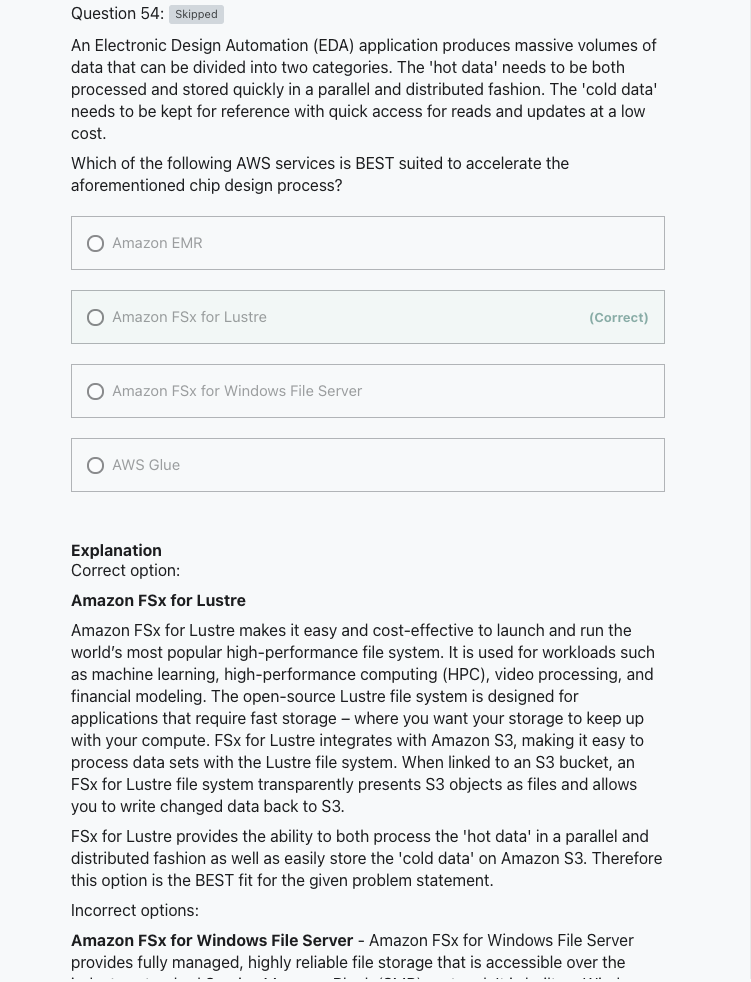 Question 54: Skipped
An Electronic Design Automation (EDA) application produces massive volumes of
data that can be divided into two categories. The 'hot data' needs to be both
processed and stored quickly in a parallel and distributed fashion. The 'cold data'
needs to be kept for reference with quick access for reads and updates at a low
cost.
Which of the following AWS services is BEST suited to accelerate the
aforementioned chip design process?
Amazon EMR
Amazon FSx for Lustre (Correct)
Amazon FSx for Windows File Server
AWS Glue
Explanation
Correct option:
Amazon FSx for Lustre
Amazon FSx for Lustre makes it easy and cost-effective to launch and run the
world's most popular high-performance file system. It is used for workloads such
as machine learning, high-performance computing (HPC), video processing, and
financial modeling. The open-source Lustre file system is designed for
applications that require fast storage – where you want your storage to keep up
with your compute. FSx for Lustre integrates with Amazon S3, making it easy to
process data sets with the Lustre file system. When linked to an S3 bucket, an
FSx for Lustre file system transparently presents S3 objects as files and allows
you to write changed data back to S3.
FSx for Lustre provides the ability to both process the 'hot data' in a parallel and
distributed fashion as well as easily store the 'cold data' on Amazon S3. Therefore
this option is the BEST fit for the given problem statement.
Incorrect options:
Amazon FSx for Windows File Server - Amazon FSx for Windows File Server
provides fully managed, highly reliable file storage that is accessible over the